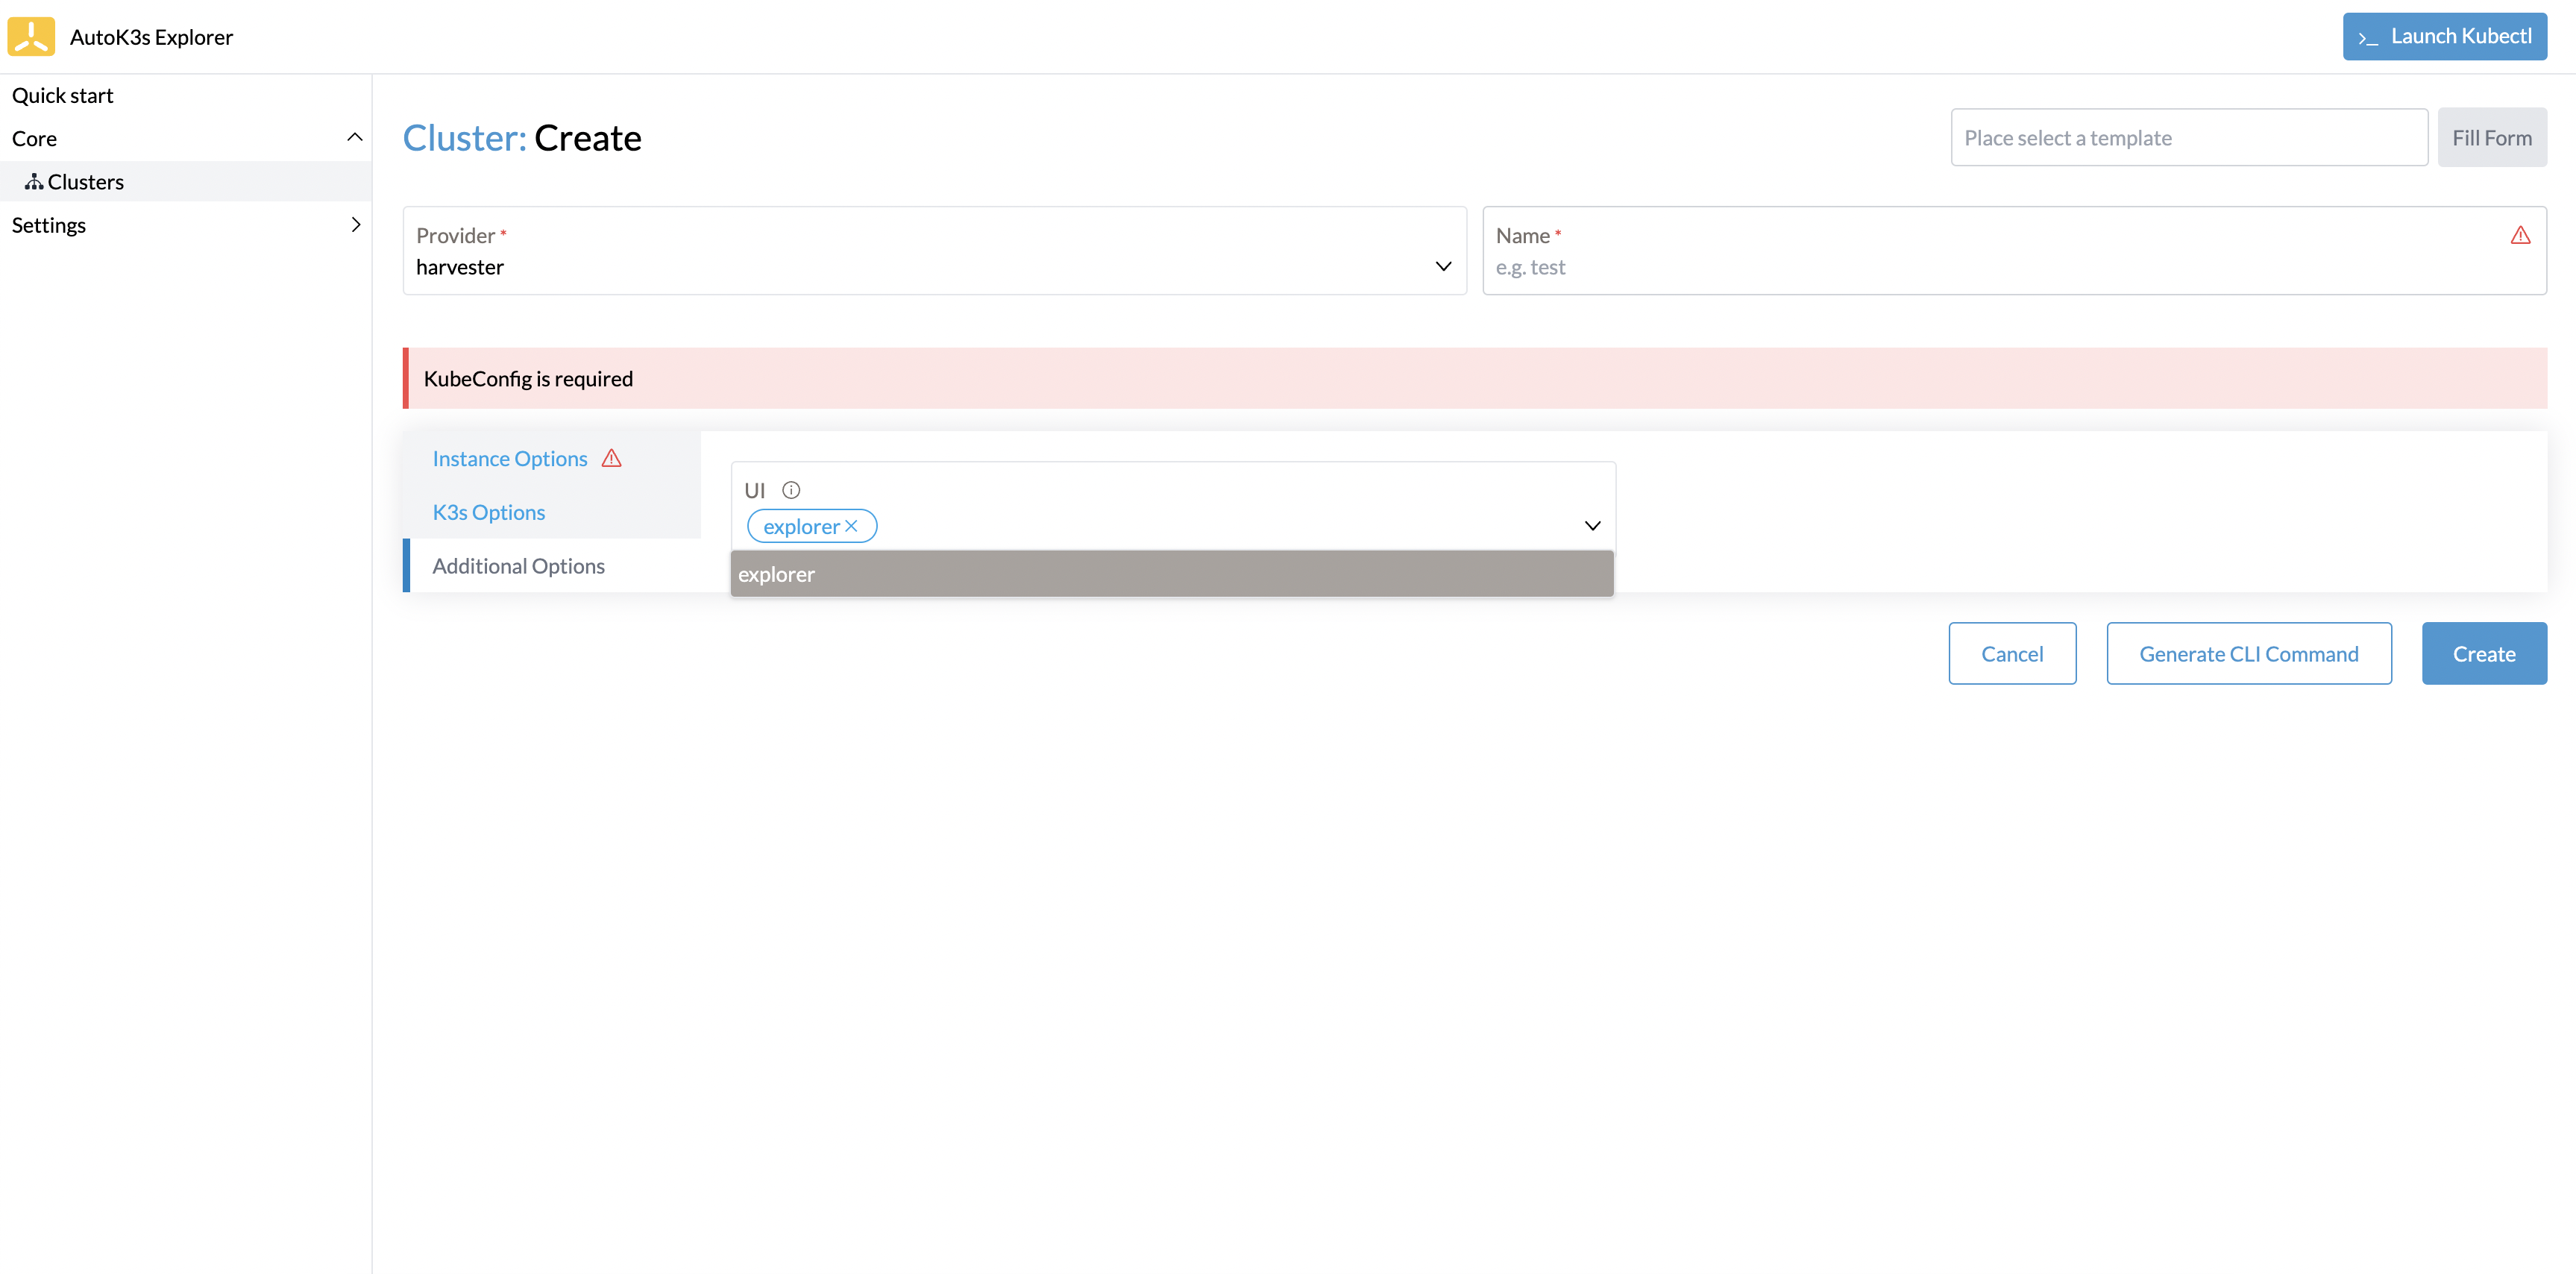 AutoK3s Explorer
>_ Launch Kubectl
Quick start
Core
Clusters
Settings
Cluster: Create
Place select a template
Fill Form
Provider *
harvester
Name *
e.g. test
KubeConfig is required
Instance Options
K3s Options
Additional Options
UI
explorer
explorer
Cancel
Generate CLI Command
Create